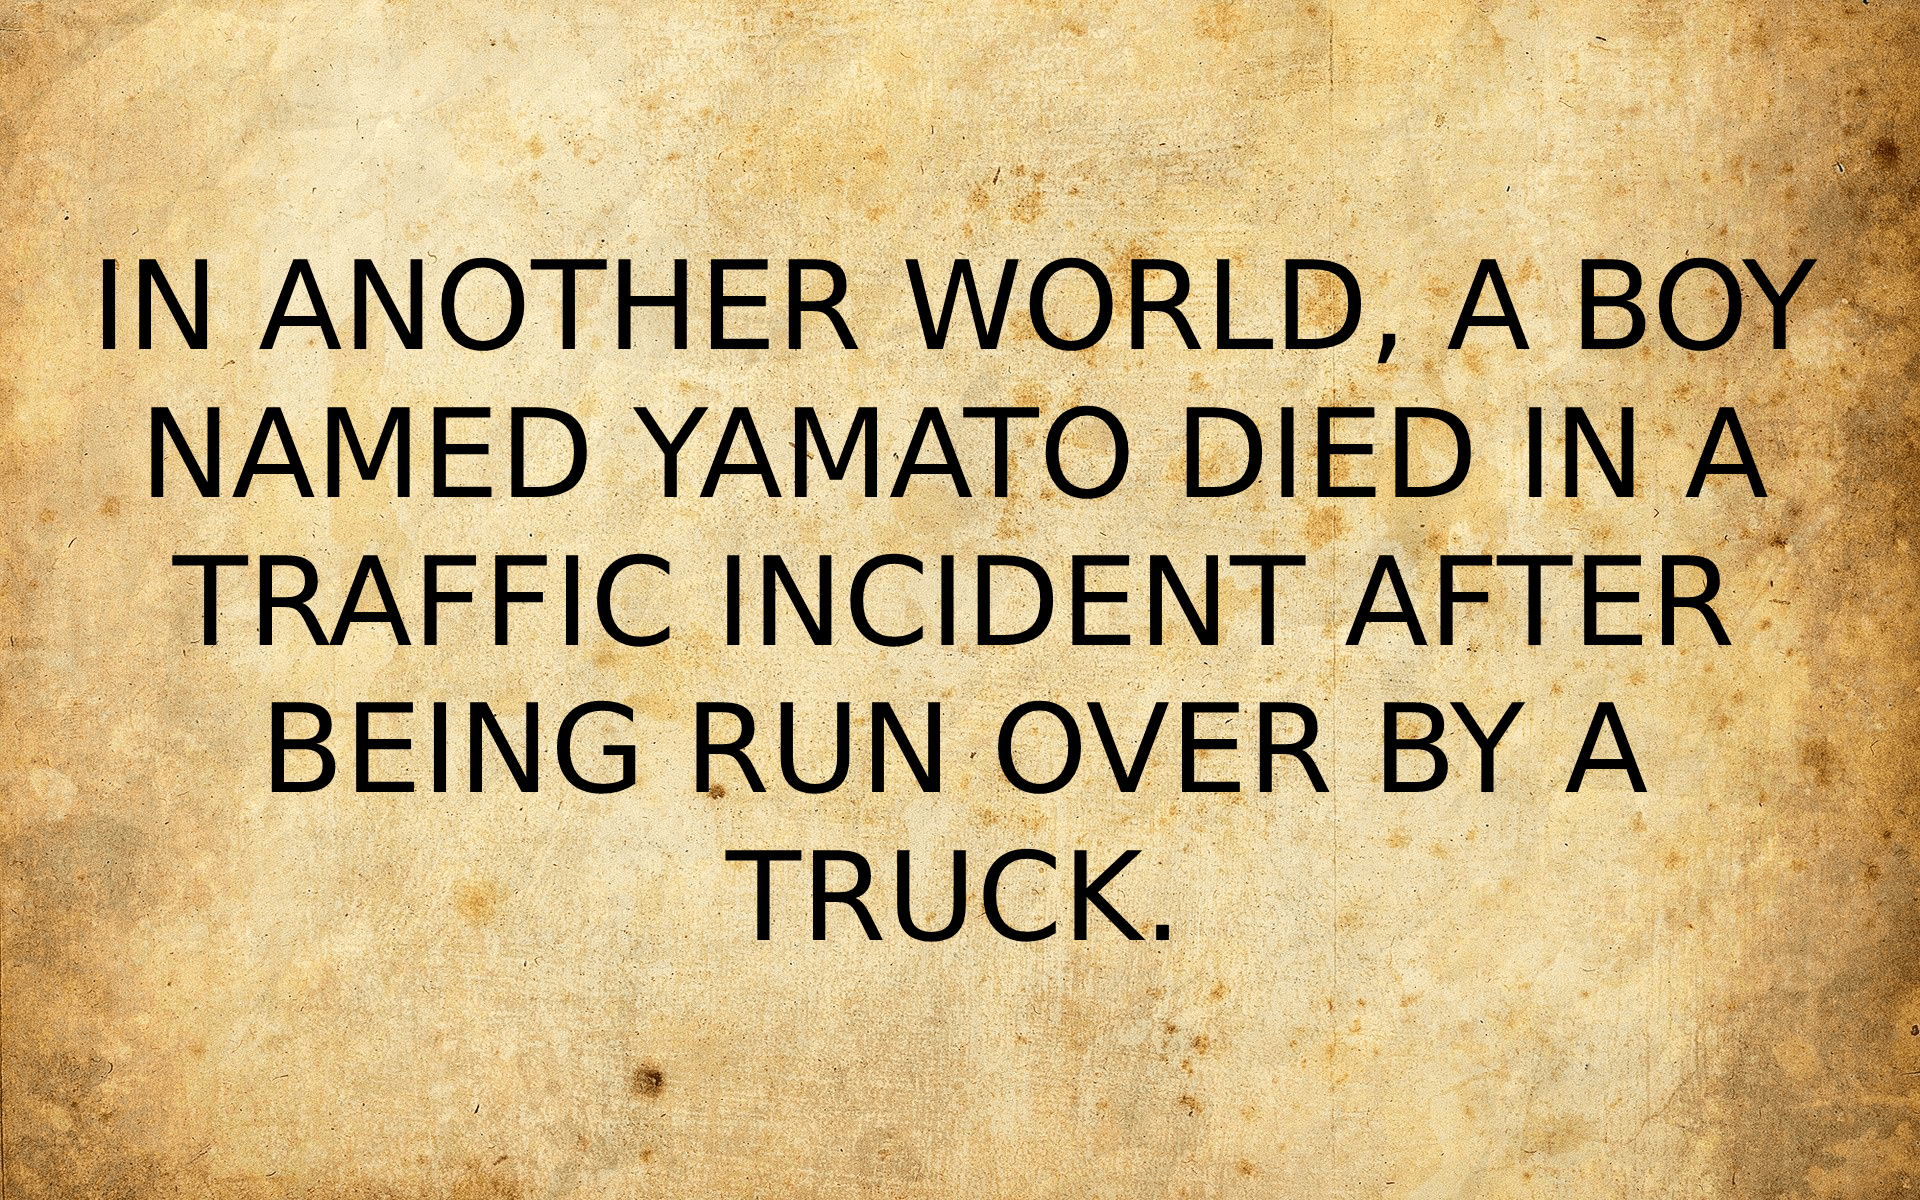 IN ANOTHER WORLD, A BOY
NAMED YAMATO DIED IN A
TRAFFIC INCIDENT AFTER
BEING RUN OVER BY A
TRUCK.